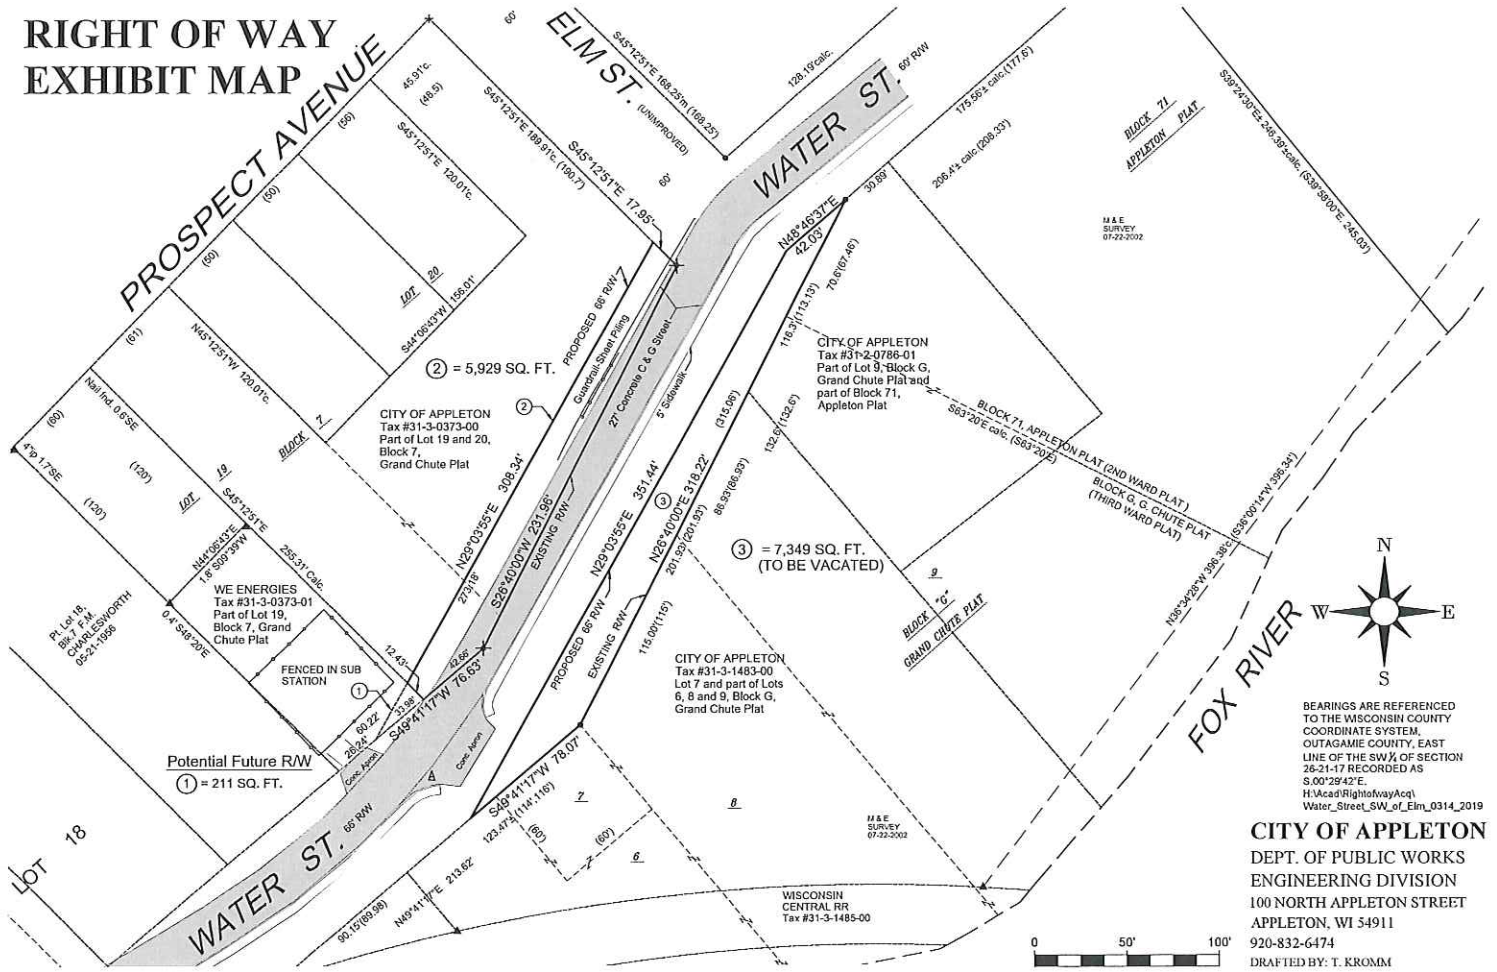 RIGHT OF WAY
EXHIBIT MAP
PROSPECT AVENUE
ELM ST.
(UNIMPROVED)
60'
60'
S45°12'51"E 168.25'm (168.25')
128.19'calc.
WATER ST.
60' R/W
175.56'± calc.(177.6')
206.4'± calc.(208.33')
30.89'
BLOCK 71
APPLETON PLAT
S39°24'30"E± 246.39'±calc. (S39°58'00"E, 245.03')
M & E
SURVEY
07-22-2002
45.91'c.
(48.5)
(56)
(50)
(50)
(61)
(60)
S45°12'51"E 189.91'c. (190.7')
S45°12'51"E 17.95'
S45°12'51"E 120.01'c.
LOT 20
S44°06'43"W 156.01'
N45°12'51"W 120.01'c.
Nail fnd. 0.6'SE
4"ip 1.7'SE
(120')
(120')
LOT 19
BLOCK 7
S45°12'51"E
255.31' Calc.
N44°06'43"E
1.8' S09°39'W
0.4' S48°20'E
Pt. Lot 18,
Blk.7 F.M.
CHARLESWORTH
05-21-1956
WE ENERGIES
Tax #31-3-0373-01
Part of Lot 19,
Block 7, Grand
Chute Plat
FENCED IN SUB
STATION
1
12.43'
33.98'
60.22'
26.24'
42.66'
S49°41'17"W 76.63'
Potential Future R/W
1 = 211 SQ. FT.
2 = 5,929 SQ. FT.
2
CITY OF APPLETON
Tax #31-3-0373-00
Part of Lot 19 and 20,
Block 7,
Grand Chute Plat
PROPOSED 66' R/W
Guardrail-Sheet Piling
27' Concrete C & G Street
5' Sidewalk
N29°03'55"E 308.34'
273/18'
S26°40'00"W 231.96'
EXISTING R/W
N48°46'37"E
42.03'
70.6'(67.46')
116.3'(113.13')
(315.06')
132.6'(132.6')
86.93'(86.93')
201.93'(201.93')
115.00'(115')
N29°03'55"E 351.44'
3
N26°40'00"E 318.22'
PROPOSED 66' R/W
EXISTING R/W
CITY OF APPLETON
Tax #31-2-0786-01
Part of Lot 9, Block G,
Grand Chute Plat and
part of Block 71,
Appleton Plat
BLOCK 71, APPLETON PLAT (2ND WARD PLAT)
S63°20'E calc. (S63°20'E)
BLOCK G, G. CHUTE PLAT
(THIRD WARD PLAT)
3 = 7,349 SQ. FT.
(TO BE VACATED)
9
BLOCK "G"
GRAND CHUTE PLAT
N36°34'28"W 396.38'c.(S36°00'14"W 396.34')
CITY OF APPLETON
Tax #31-3-1483-00
Lot 7 and part of Lots
6, 8 and 9, Block G,
Grand Chute Plat
Conc. Apron
Conc. Apron
A
S49°41'17"W 78.07'
123.47'± (114',116')
(60')
(60')
7
8
6
M & E
SURVEY
07-22-2002
WATER ST.
66' R/W
LOT 18
90.15'(89.98)
N49°41'17"E 213.62'
WISCONSIN
CENTRAL RR
Tax #31-3-1485-00
FOX RIVER
N
W
E
S
BEARINGS ARE REFERENCED
TO THE WISCONSIN COUNTY
COORDINATE SYSTEM,
OUTAGAMIE COUNTY, EAST
LINE OF THE SW¼ OF SECTION
26-21-17 RECORDED AS
S.00°29'42"E.
H:\Acad\RightofwayAcq\
Water_Street_SW_of_Elm_0314_2019
CITY OF APPLETON
DEPT. OF PUBLIC WORKS
ENGINEERING DIVISION
100 NORTH APPLETON STREET
APPLETON, WI 54911
920-832-6474
DRAFTED BY: T. KROMM
0 50' 100'